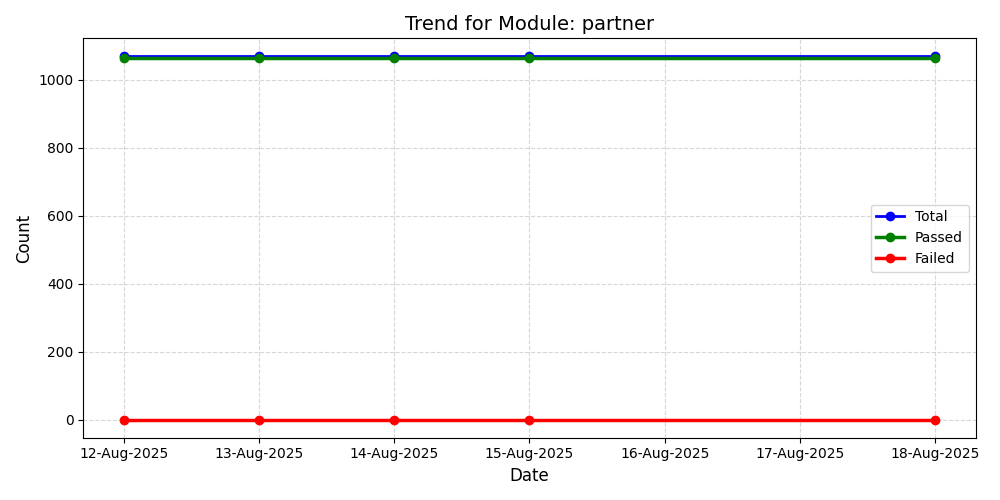 Trend for Module: partner
1000
800
600
400
200
0
Count
Total
Passed
Failed
12-Aug-2025
13-Aug-2025
14-Aug-2025
15-Aug-2025
16-Aug-2025
17-Aug-2025
18-Aug-2025
Date